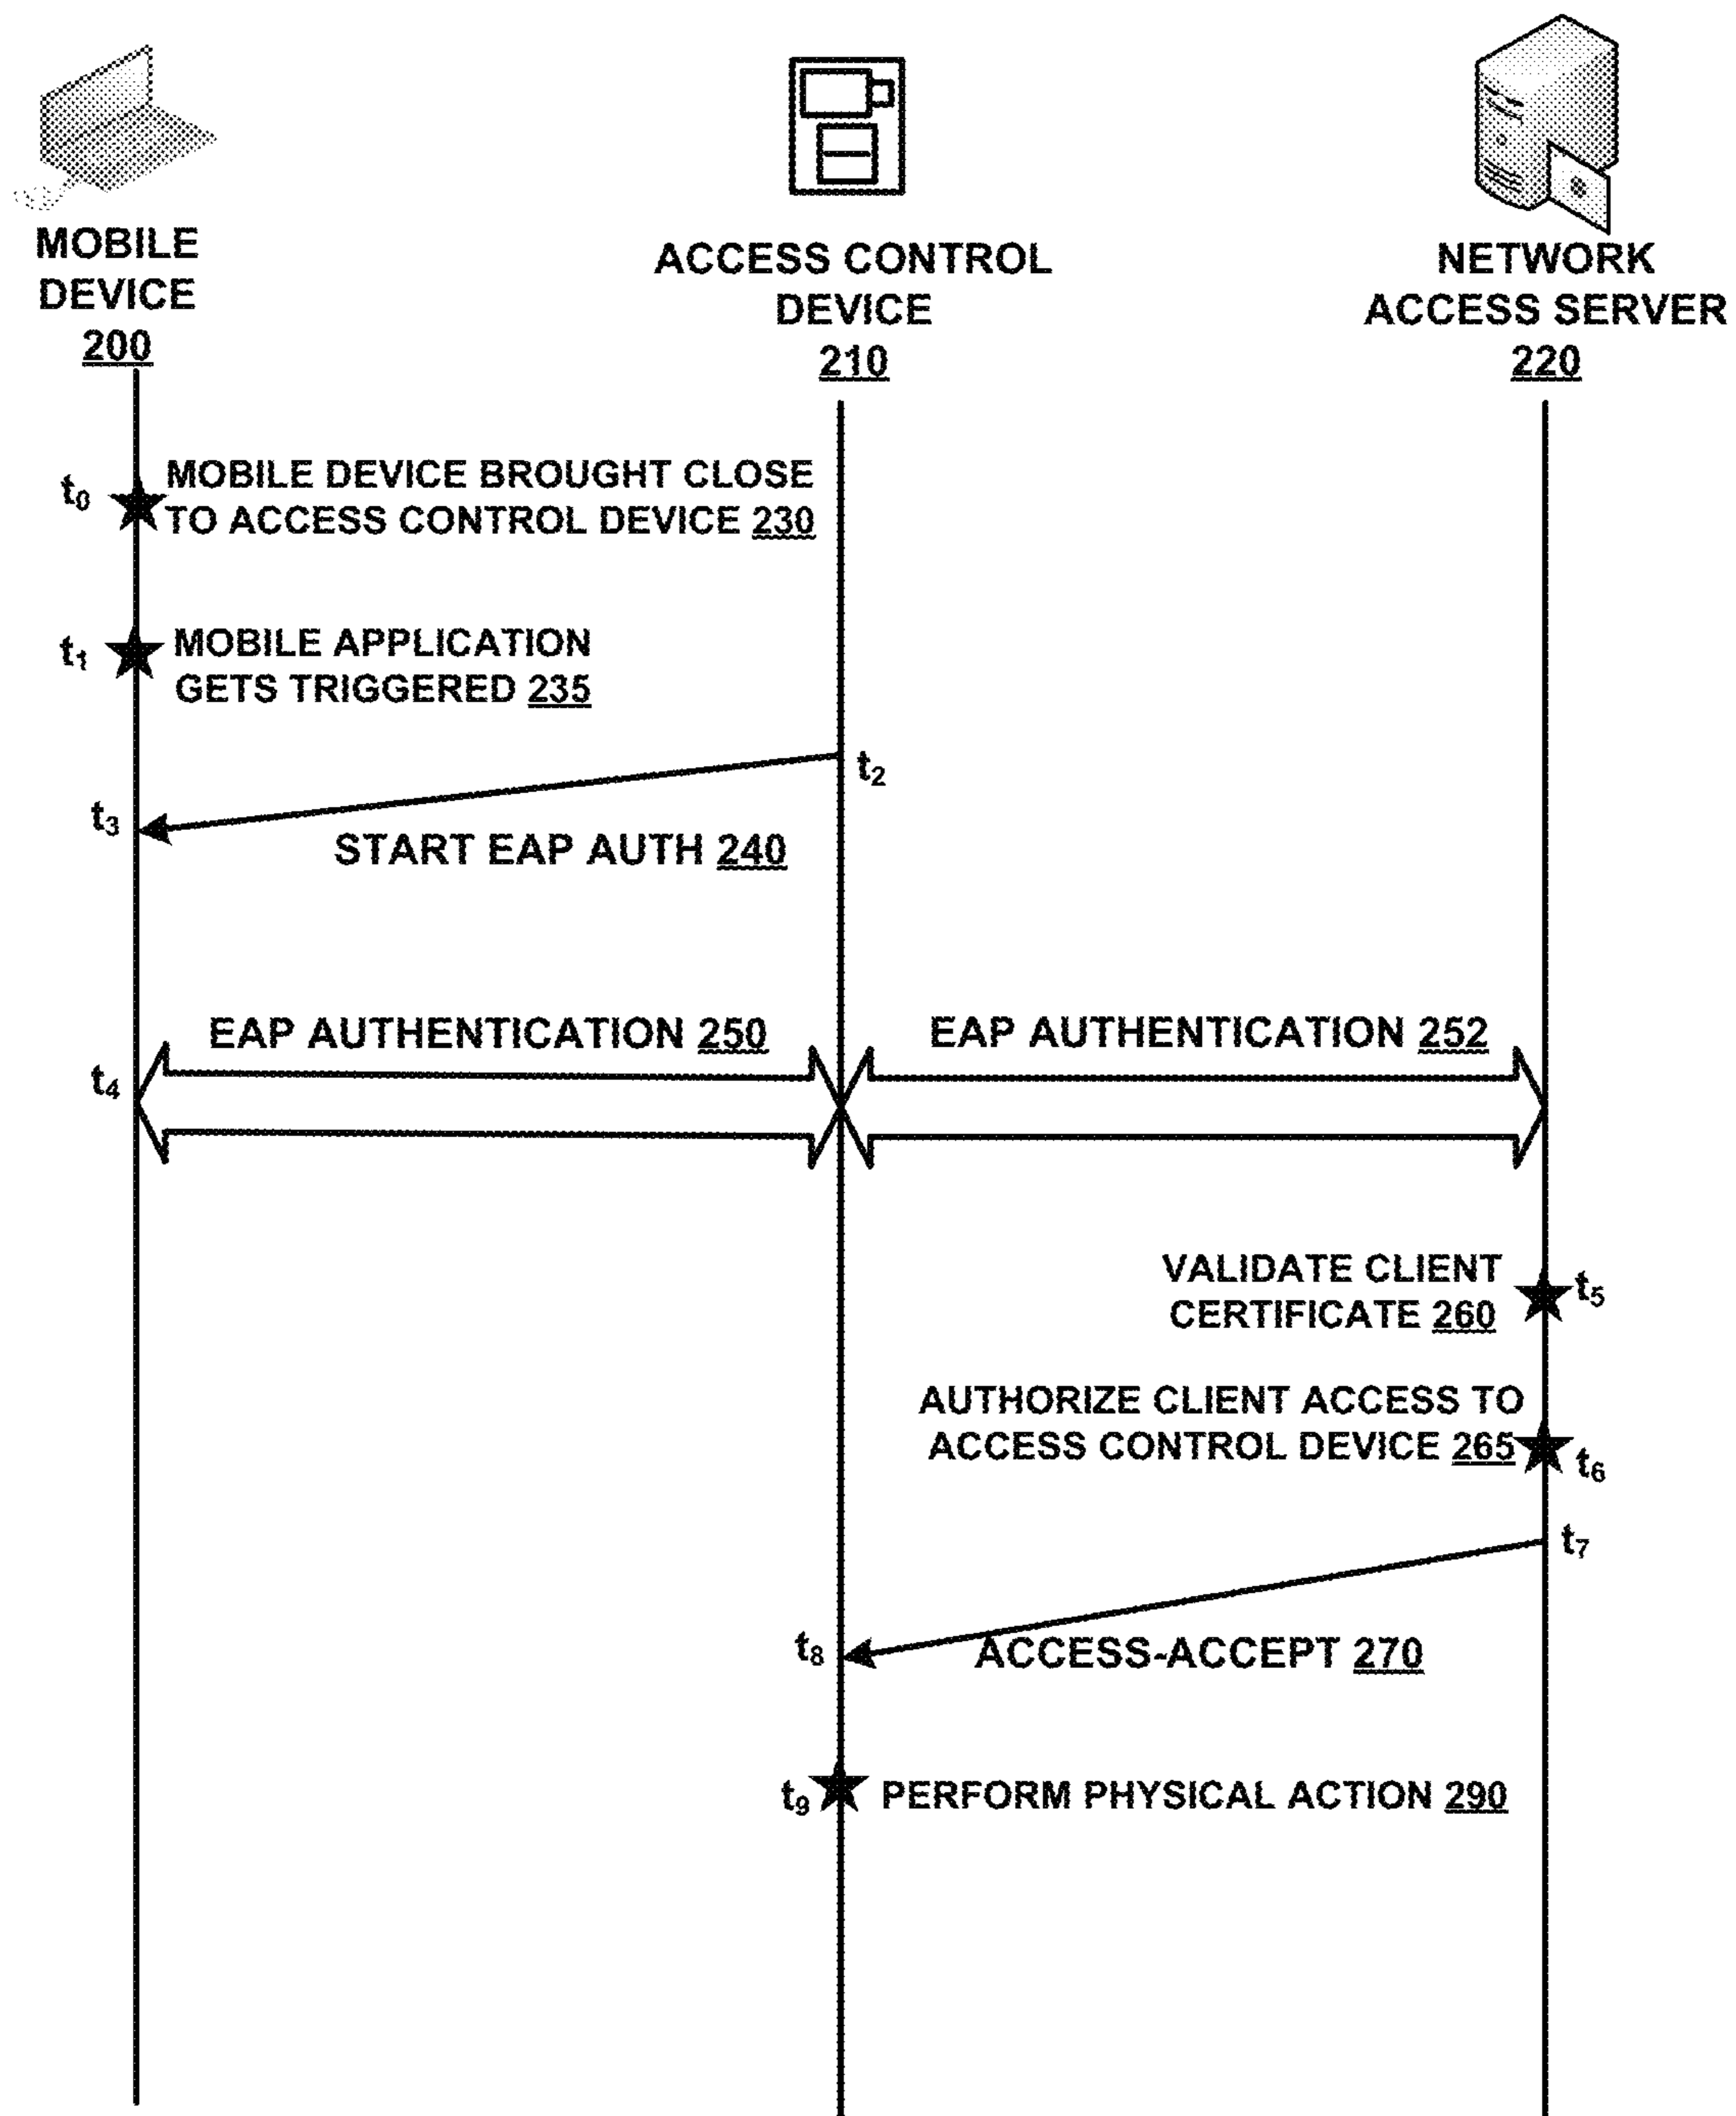 MOBILE
DEVICE
200
ACCESS CONTROL
DEVICE
210
NETWORK
ACCESS SERVER
220
t0
MOBILE DEVICE BROUGHT CLOSE
TO ACCESS CONTROL DEVICE 230
t1
MOBILE APPLICATION
GETS TRIGGERED 235
t2
t3
START EAP AUTH 240
EAP AUTHENTICATION 250
EAP AUTHENTICATION 252
t4
VALIDATE CLIENT
CERTIFICATE 260
t5
AUTHORIZE CLIENT ACCESS TO
ACCESS CONTROL DEVICE 265
t6
t7
t8
ACCESS-ACCEPT 270
t9
PERFORM PHYSICAL ACTION 290